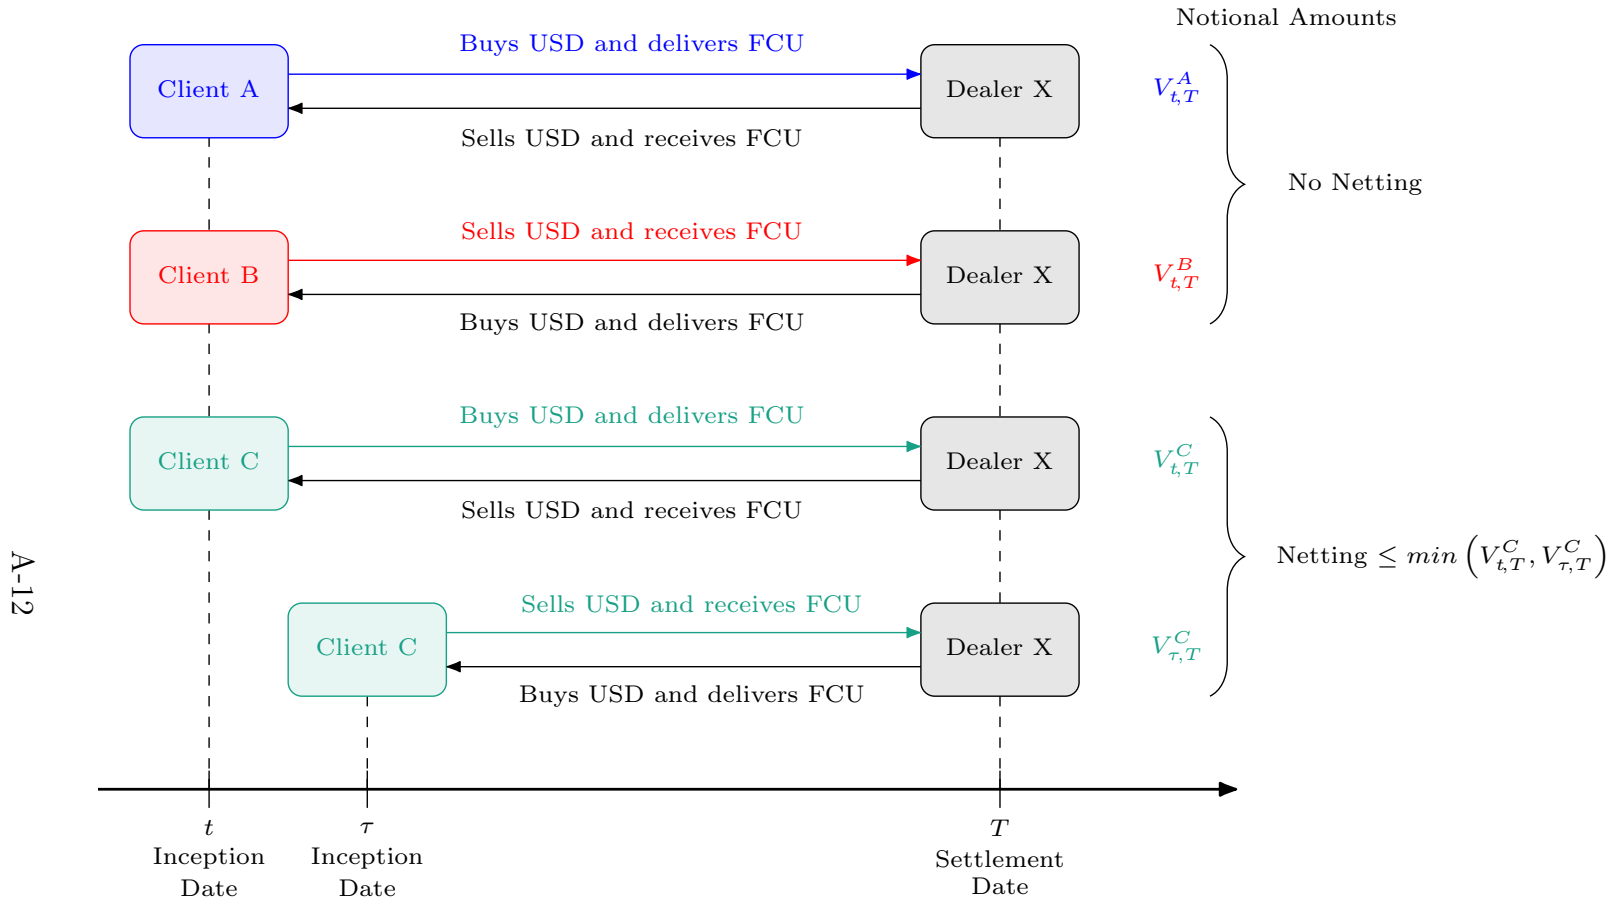 Notional Amounts
Buys USD and delivers FCU
Client A
Dealer X
V^A_{t,T}
Sells USD and receives FCU
No Netting
Sells USD and receives FCU
Client B
Dealer X
V^B_{t,T}
Buys USD and delivers FCU
Buys USD and delivers FCU
Client C
Dealer X
V^C_{t,T}
Sells USD and receives FCU
Netting ≤ min (V^C_{t,T}, V^C_{τ,T})
A-12
Sells USD and receives FCU
Client C
Dealer X
V^C_{τ,T}
Buys USD and delivers FCU
t
Inception
Date
τ
Inception
Date
T
Settlement
Date